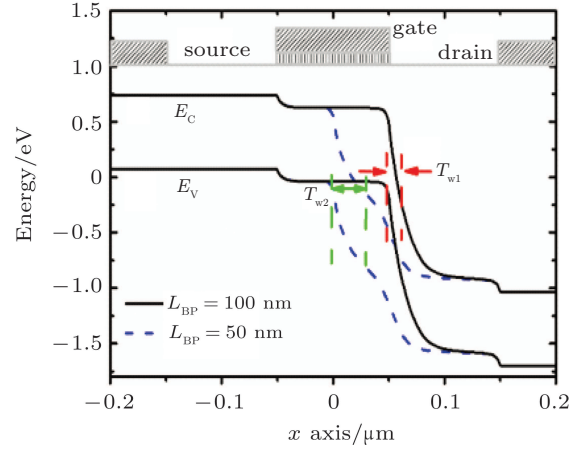 gate
source
drain
1.5
1.0
0.5
0
−0.5
−1.0
−1.5
Energy/eV
E_C
E_V
T_w1
T_w2
L_BP = 100 nm
L_BP = 50 nm
−0.2
−0.1
0
0.1
0.2
x axis/μm